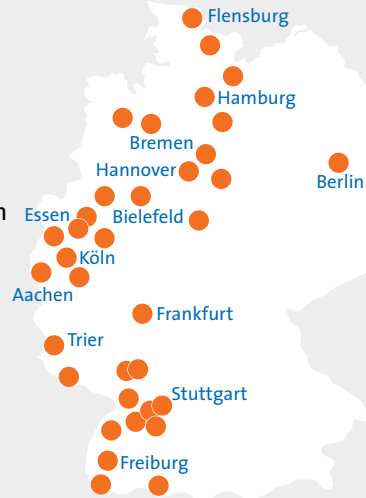 Flensburg
Hamburg
Bremen
Hannover
Berlin
n
Essen
Bielefeld
Köln
Aachen
Frankfurt
Trier
Stuttgart
Freiburg